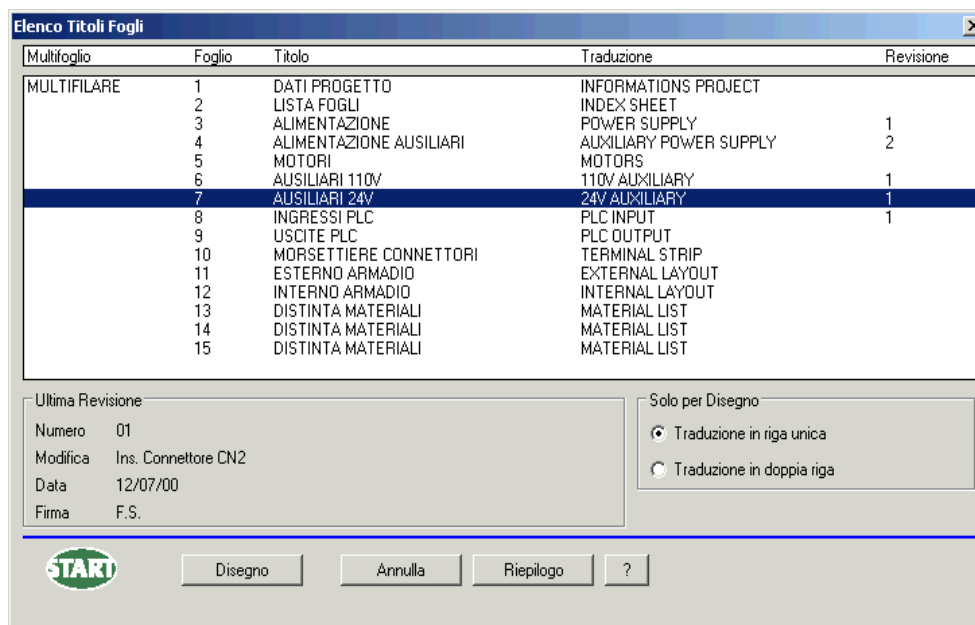 Elenco Titoli Fogli
Multifoglio Foglio Titolo Traduzione Revisione
MULTIFILARE 1 DATI PROGETTO INFORMATIONS PROJECT
2 LISTA FOGLI INDEX SHEET
3 ALIMENTAZIONE POWER SUPPLY 1
4 ALIMENTAZIONE AUSILIARI AUXILIARY POWER SUPPLY 2
5 MOTORI MOTORS
6 AUSILIARI 110V 110V AUXILIARY 1
7 AUSILIARI 24V 24V AUXILIARY 1
8 INGRESSI PLC PLC INPUT 1
9 USCITE PLC PLC OUTPUT
10 MORSETTIERE CONNETTORI TERMINAL STRIP
11 ESTERNO ARMADIO EXTERNAL LAYOUT
12 INTERNO ARMADIO INTERNAL LAYOUT
13 DISTINTA MATERIALI MATERIAL LIST
14 DISTINTA MATERIALI MATERIAL LIST
15 DISTINTA MATERIALI MATERIAL LIST
Ultima Revisione
Numero 01
Modifica Ins. Connettore CN2
Data 12/07/00
Firma F.S.
Solo per Disegno
Traduzione in riga unica
Traduzione in doppia riga
START Disegno Annulla Riepilogo ?